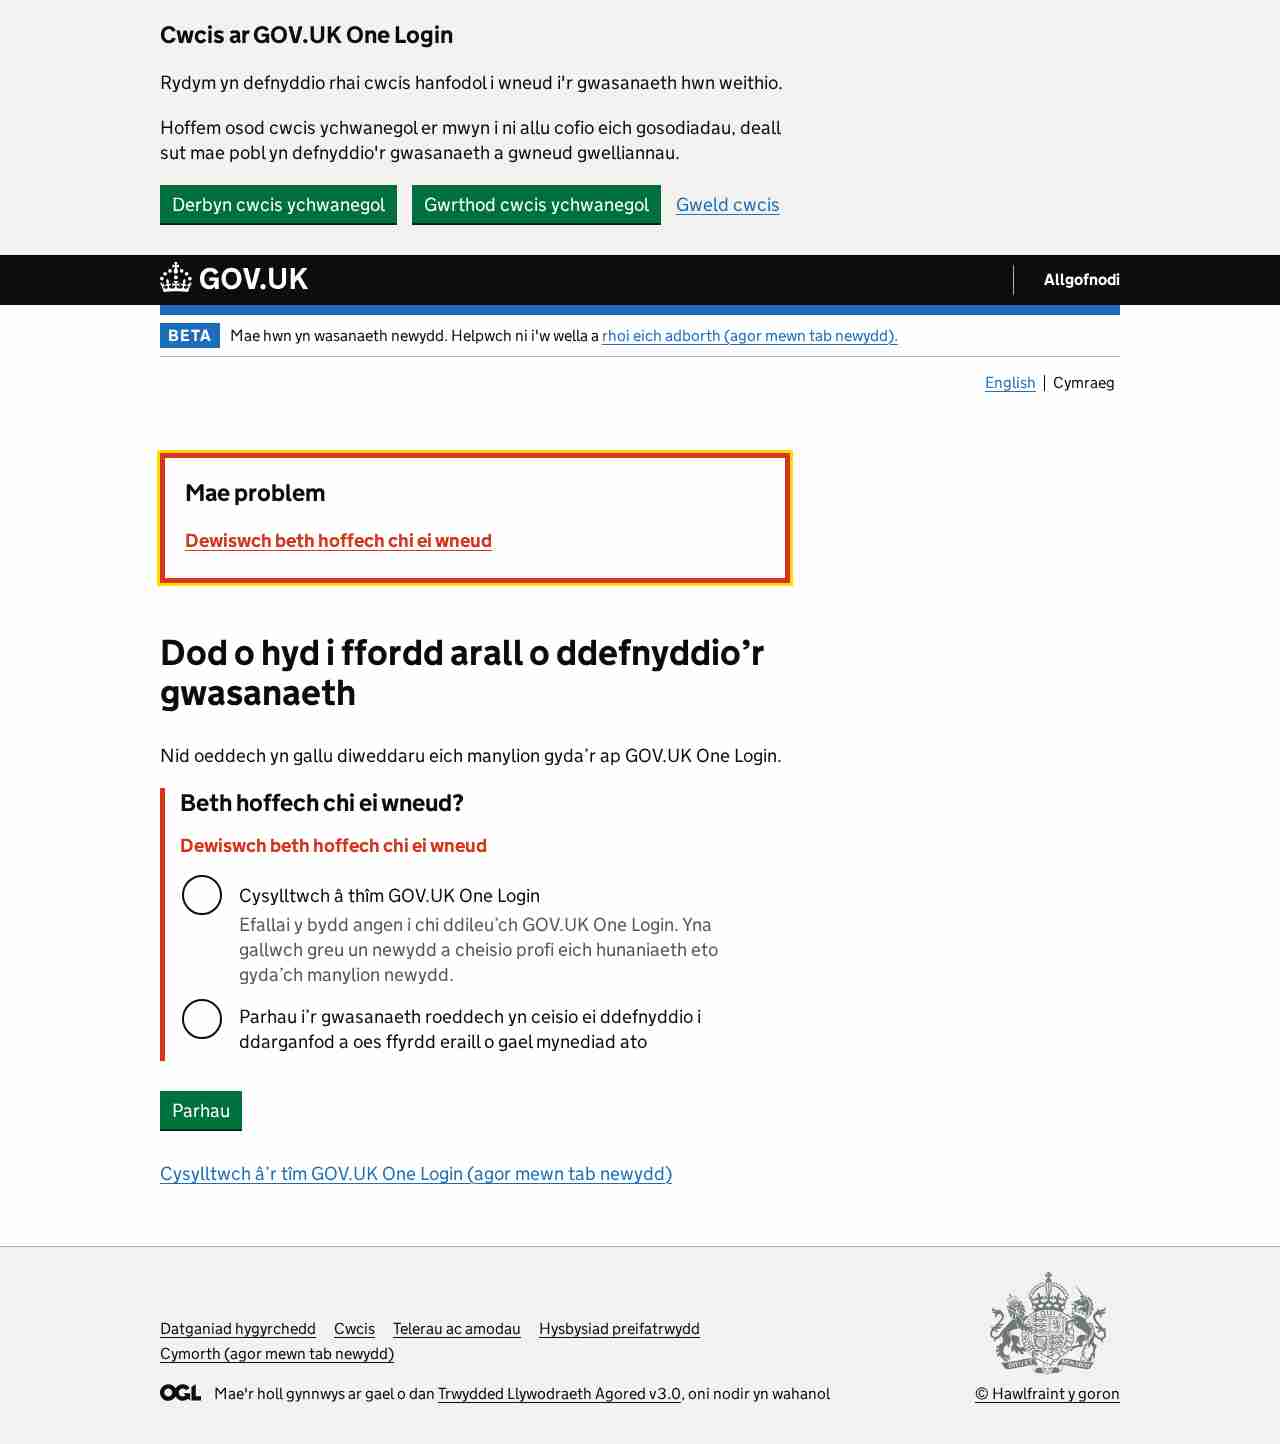 Cwcis ar GOV.UK One Login
Rydym yn defnyddio rhai cwcis hanfodol i wneud i'r gwasanaeth hwn weithio.
Hoffem osod cwcis ychwanegol er mwyn i ni allu cofio eich gosodiadau, deall
sut mae pobl yn defnyddio'r gwasanaeth a gwneud gwelliannau.
Derbyn cwcis ychwanegol Gwrthod cwcis ychwanegol Gweld cwcis
GOV.UK Allgofnodi
BETA Mae hwn yn wasanaeth newydd. Helpwch ni i'w wella a rhoi eich adborth (agor mewn tab newydd).
English Cymraeg
Mae problem
Dewiswch beth hoffech chi ei wneud
Dod o hyd i ffordd arall o ddefnyddio’r
gwasanaeth
Nid oeddech yn gallu diweddaru eich manylion gyda’r ap GOV.UK One Login.
Beth hoffech chi ei wneud?
Dewiswch beth hoffech chi ei wneud
Cysylltwch â thîm GOV.UK One Login
Efallai y bydd angen i chi ddileu’ch GOV.UK One Login. Yna
gallwch greu un newydd a cheisio profi eich hunaniaeth eto
gyda’ch manylion newydd.
Parhau i’r gwasanaeth roeddech yn ceisio ei ddefnyddio i
ddarganfod a oes ffyrdd eraill o gael mynediad ato
Parhau
Cysylltwch â’r tîm GOV.UK One Login (agor mewn tab newydd)
Datganiad hygyrchedd Cwcis Telerau ac amodau Hysbysiad preifatrwydd
Cymorth (agor mewn tab newydd)
OGL Mae'r holl gynnwys ar gael o dan Trwydded Llywodraeth Agored v3.0, oni nodir yn wahanol
© Hawlfraint y goron